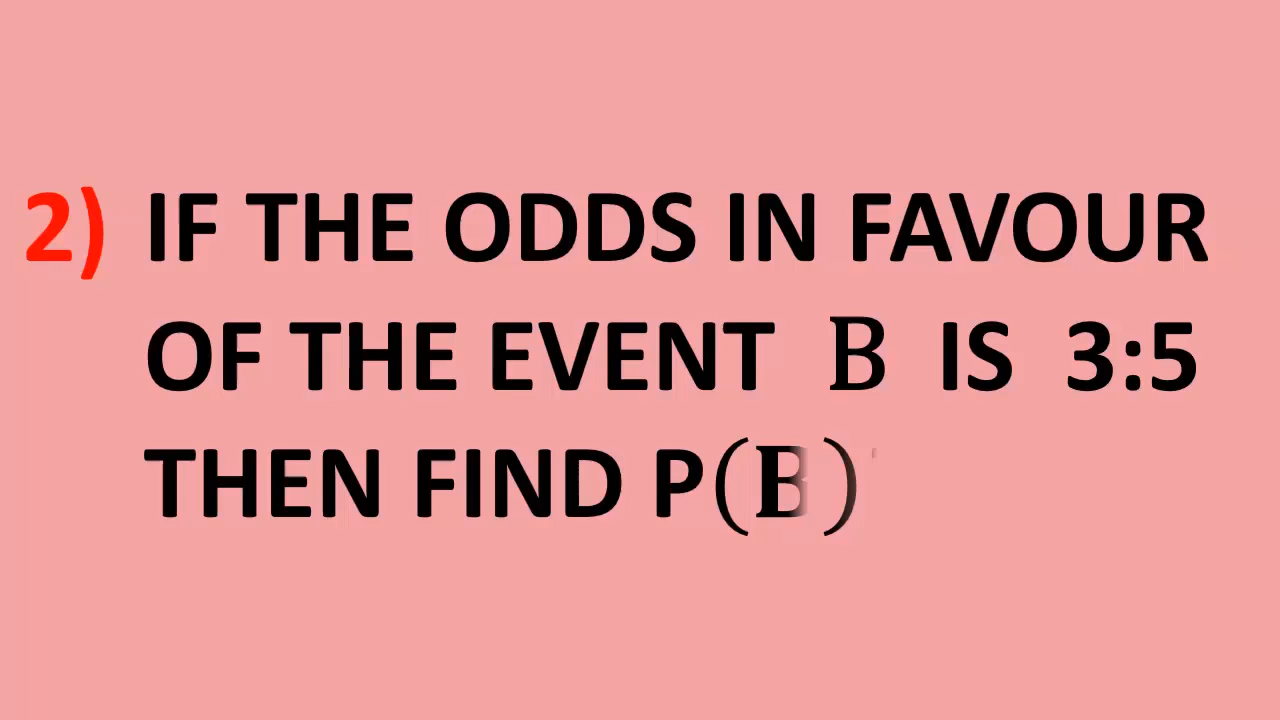 2) IF THE ODDS IN FAVOUR
OF THE EVENT B IS 3:5
THEN FIND P(B)